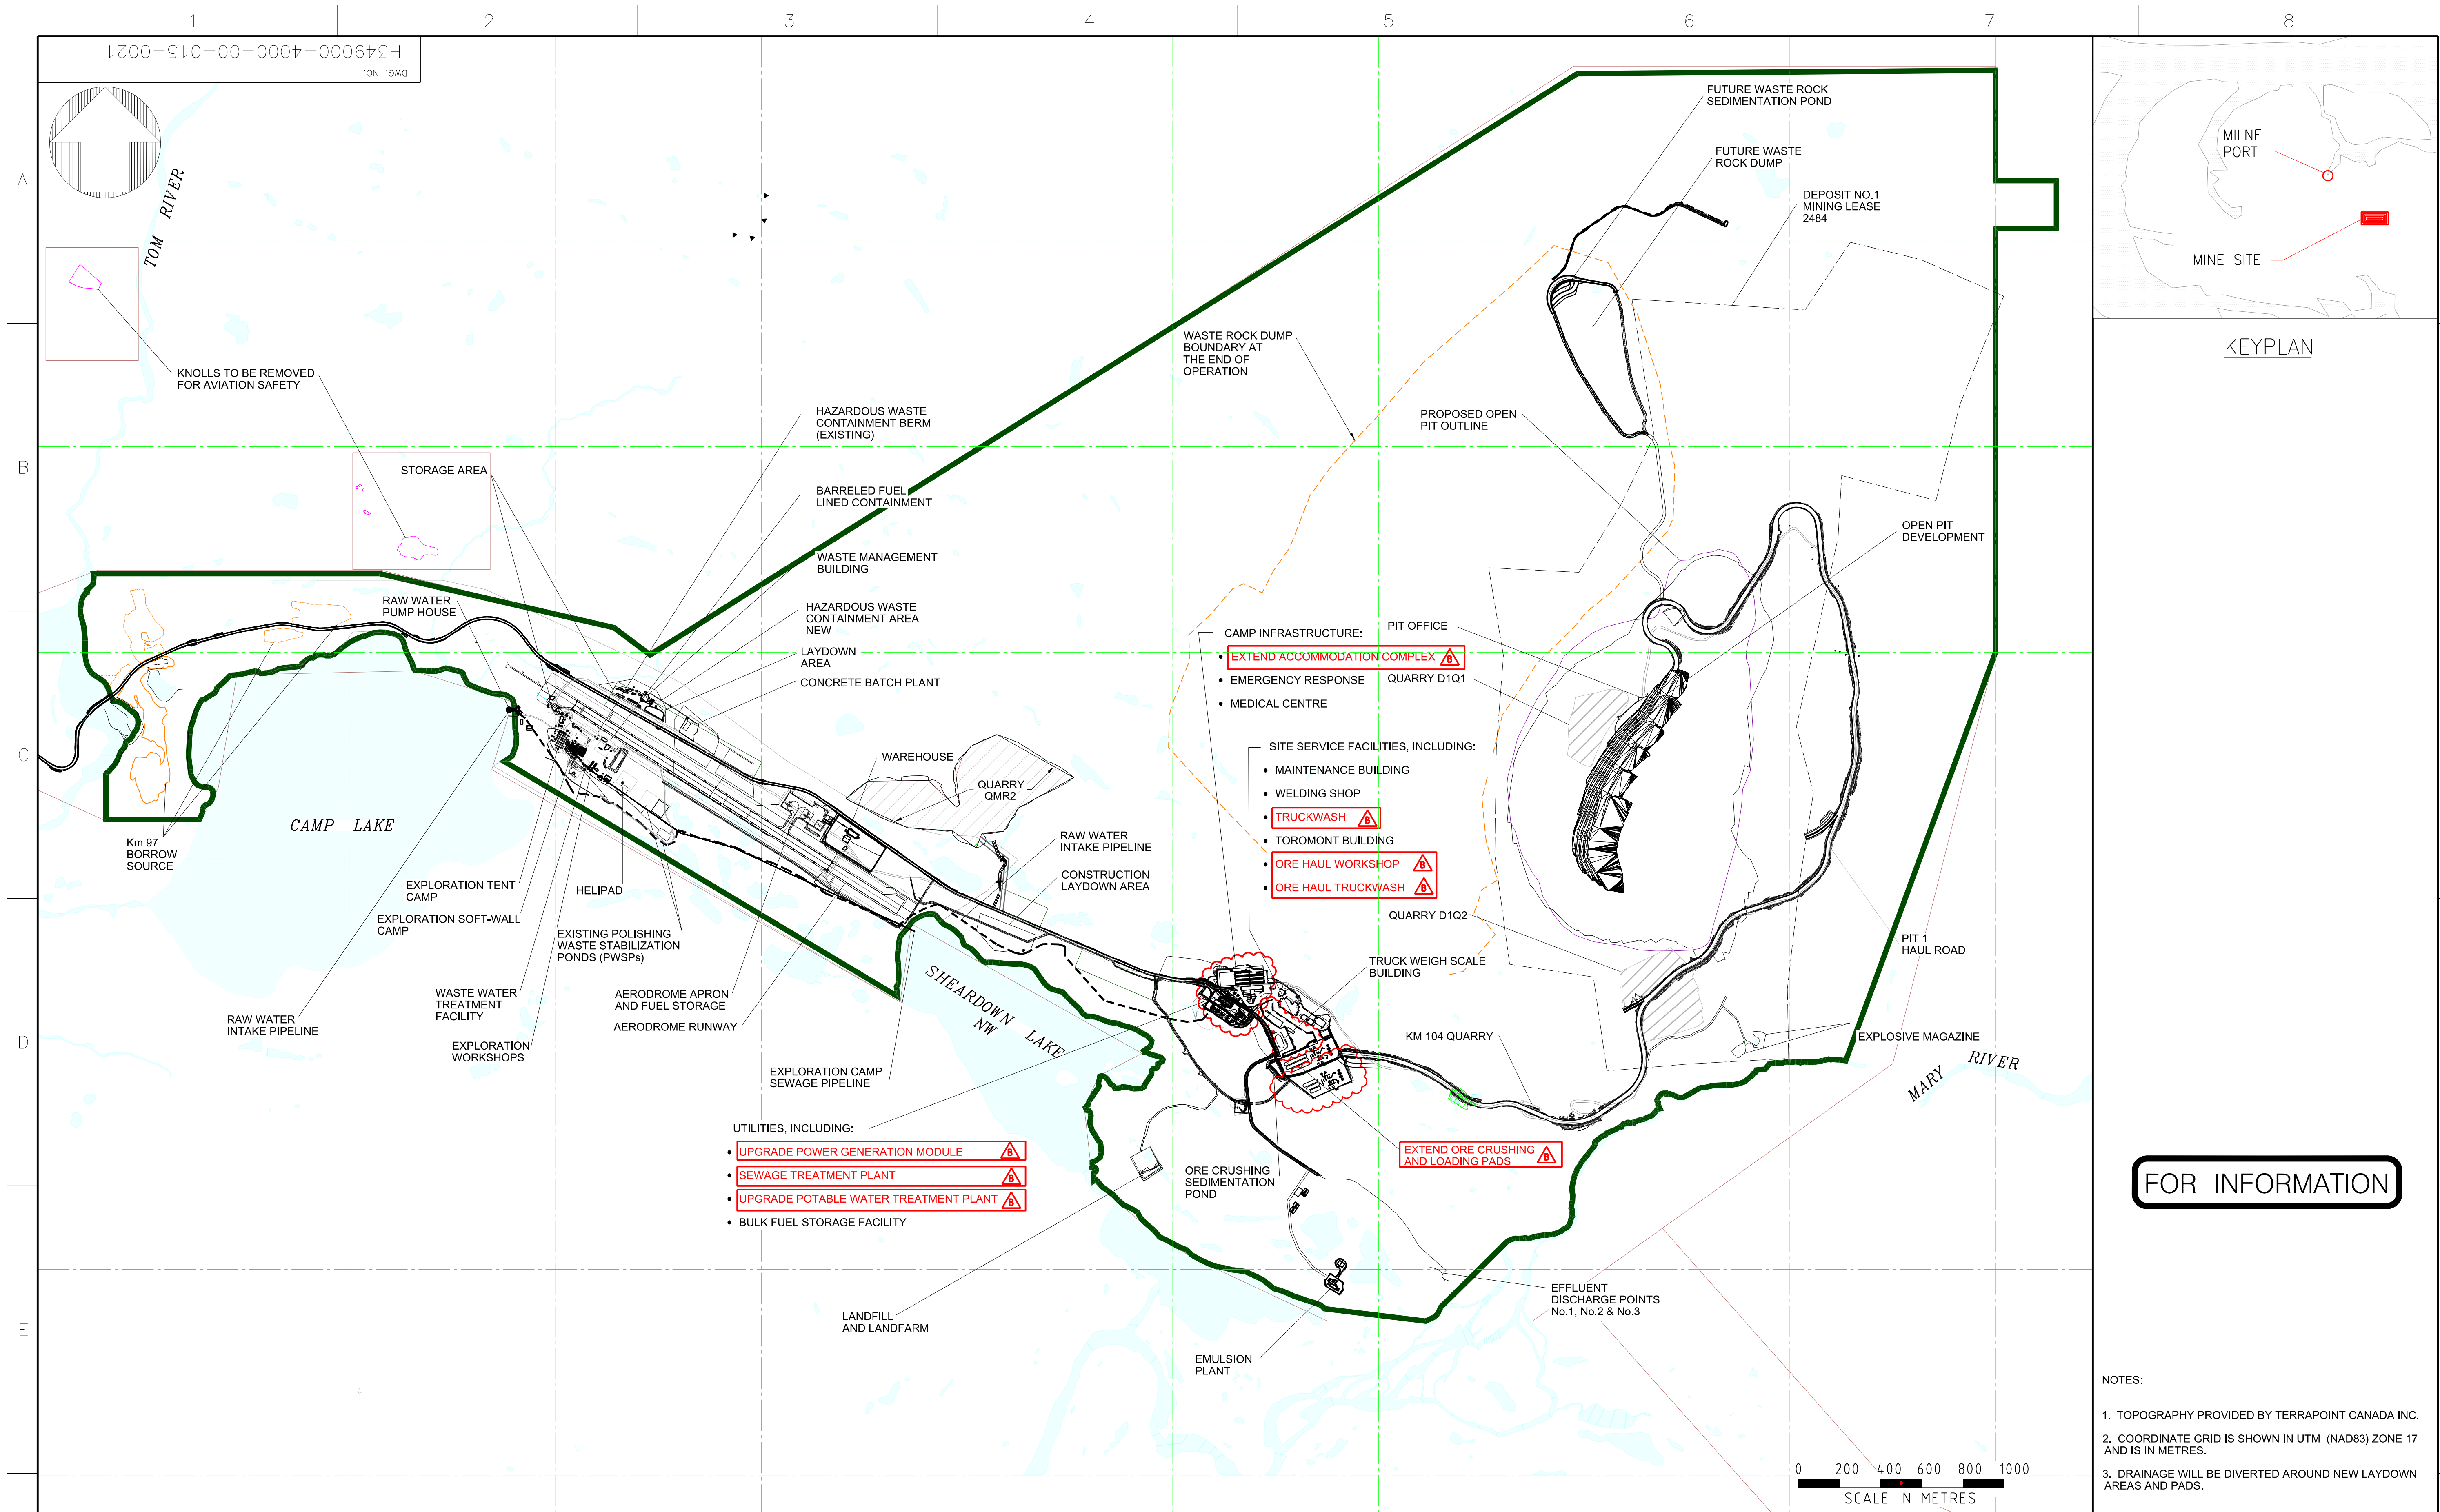 1 2 3 4 5 6 7 8
H349000-4000-00-015-0021
DWG. NO.
A
B
C
D
E
TOM RIVER
KNOLLS TO BE REMOVED
FOR AVIATION SAFETY
STORAGE AREA
HAZARDOUS WASTE
CONTAINMENT BERM
(EXISTING)
BARRELED FUEL
LINED CONTAINMENT
WASTE MANAGEMENT
BUILDING
HAZARDOUS WASTE
CONTAINMENT AREA
NEW
LAYDOWN
AREA
CONCRETE BATCH PLANT
RAW WATER
PUMP HOUSE
WAREHOUSE
QUARRY
QMR2
CAMP LAKE
Km 97
BORROW
SOURCE
EXPLORATION TENT
CAMP
EXPLORATION SOFT-WALL
CAMP
HELIPAD
EXISTING POLISHING
WASTE STABILIZATION
PONDS (PWSPs)
WASTE WATER
TREATMENT
FACILITY
AERODROME APRON
AND FUEL STORAGE
AERODROME RUNWAY
RAW WATER
INTAKE PIPELINE
EXPLORATION
WORKSHOPS
EXPLORATION CAMP
SEWAGE PIPELINE
RAW WATER
INTAKE PIPELINE
CONSTRUCTION
LAYDOWN AREA
SHEARDOWN LAKE
NW
UTILITIES, INCLUDING:
• UPGRADE POWER GENERATION MODULE B
• SEWAGE TREATMENT PLANT B
• UPGRADE POTABLE WATER TREATMENT PLANT B
• BULK FUEL STORAGE FACILITY
LANDFILL
AND LANDFARM
FUTURE WASTE ROCK
SEDIMENTATION POND
FUTURE WASTE
ROCK DUMP
DEPOSIT NO.1
MINING LEASE
2484
WASTE ROCK DUMP
BOUNDARY AT
THE END OF
OPERATION
PROPOSED OPEN
PIT OUTLINE
OPEN PIT
DEVELOPMENT
CAMP INFRASTRUCTURE:
• EXTEND ACCOMMODATION COMPLEX B
• EMERGENCY RESPONSE
• MEDICAL CENTRE
PIT OFFICE
QUARRY D1Q1
SITE SERVICE FACILITIES, INCLUDING:
• MAINTENANCE BUILDING
• WELDING SHOP
• TRUCKWASH B
• TOROMONT BUILDING
• ORE HAUL WORKSHOP B
• ORE HAUL TRUCKWASH B
QUARRY D1Q2
TRUCK WEIGH SCALE
BUILDING
PIT 1
HAUL ROAD
KM 104 QUARRY
EXPLOSIVE MAGAZINE
MARY RIVER
EXTEND ORE CRUSHING
AND LOADING PADS B
ORE CRUSHING
SEDIMENTATION
POND
EFFLUENT
DISCHARGE POINTS
No.1, No.2 & No.3
EMULSION
PLANT
0 200 400 600 800 1000
SCALE IN METRES
MILNE
PORT
MINE SITE
KEYPLAN
FOR INFORMATION
NOTES:
1. TOPOGRAPHY PROVIDED BY TERRAPOINT CANADA INC.
2. COORDINATE GRID IS SHOWN IN UTM (NAD83) ZONE 17
AND IS IN METRES.
3. DRAINAGE WILL BE DIVERTED AROUND NEW LAYDOWN
AREAS AND PADS.